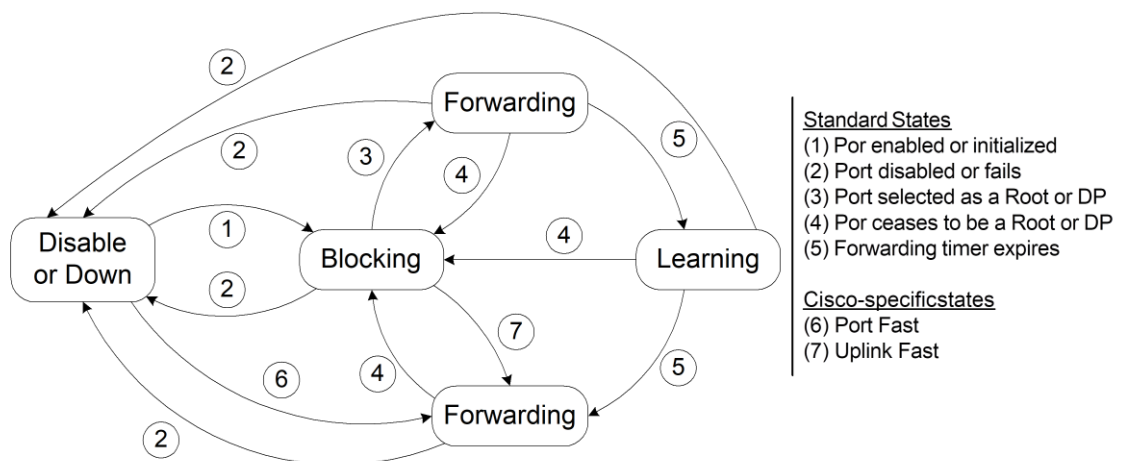 2
Forwarding
2
3
4
5
Disable
or Down
1
Blocking
4
Learning
2
7
6
4
5
Forwarding
2
Standard States
(1) Por enabled or initialized
(2) Port disabled or fails
(3) Port selected as a Root or DP
(4) Por ceases to be a Root or DP
(5) Forwarding timer expires
Cisco-specificstates
(6) Port Fast
(7) Uplink Fast